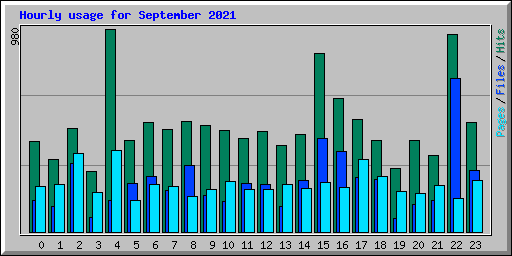 Hourly usage for September 2021
980
Pages/Files/Hits
0 1 2 3 4 5 6 7 8 9 10 11 12 13 14 15 16 17 18 19 20 21 22 23